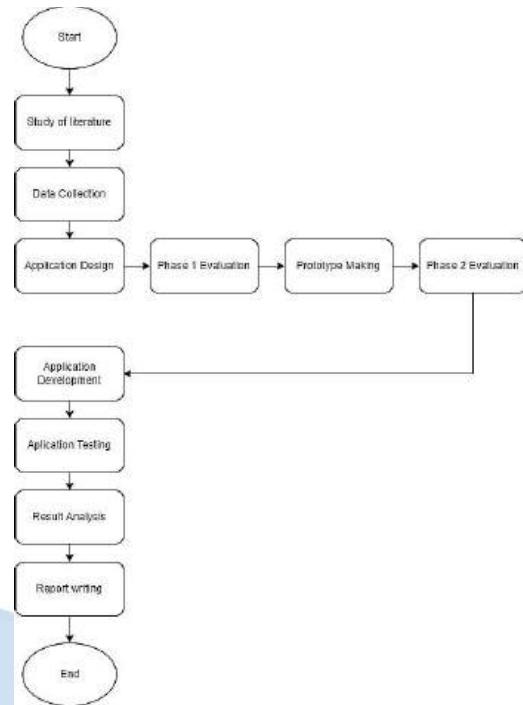 Start
Study of literature
Data Collection
Application Design
Phase 1 Evaluation
Prototype Making
Phase 2 Evaluation
Application
Development
Aplication Testing
Result Analysis
Report writing
End